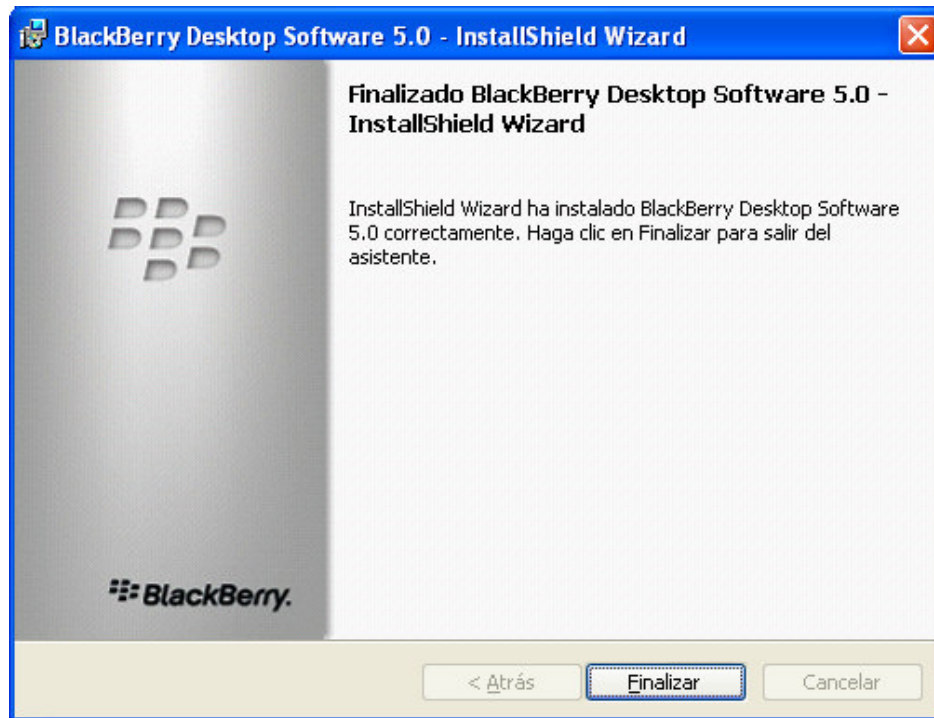 BlackBerry Desktop Software 5.0 - InstallShield Wizard
Finalizado BlackBerry Desktop Software 5.0 -
InstallShield Wizard
InstallShield Wizard ha instalado BlackBerry Desktop Software
5.0 correctamente. Haga clic en Finalizar para salir del
asistente.
BlackBerry.
< Atrás
Finalizar
Cancelar